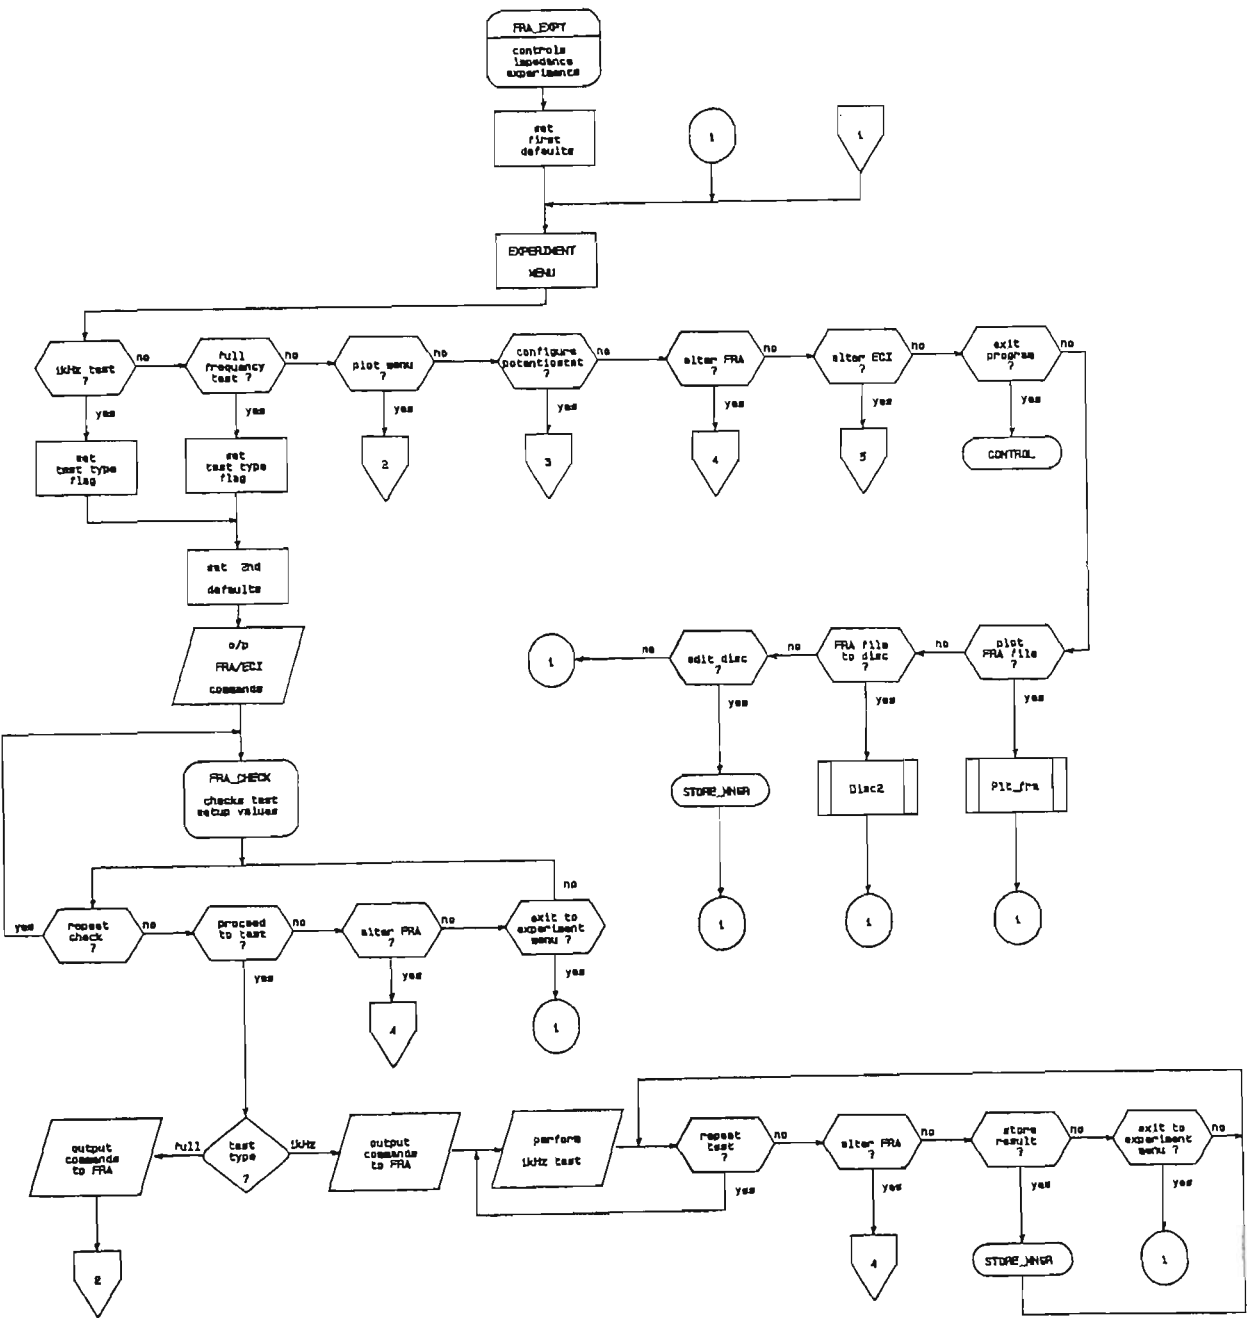 FRA_EXPT
controls
impedance
experiments
set
first
defaults
1
1
EXPERIMENT
MENU
1kHz test
?
no
full
frequency
test ?
no
plot menu
?
no
configure
potentiostat
?
no
alter FRA
?
no
alter ECI
?
no
exit
program
?
no
yes
yes
yes
yes
yes
yes
yes
set
test type
flag
set
test type
flag
2
3
4
5
CONTROL
set 2nd
defaults
o/p
FRA/ECI
commands
1
no
edit disc
?
no
FRA file
to disc
?
no
plot
FRA file
?
yes
yes
yes
FRA_CHECK
checks test
setup values
STORE_MNGR
Disc2
Plt_fra
1
1
1
yes
repeat
check
?
no
proceed
to test
?
no
alter FRA
?
no
exit to
experiment
menu ?
no
yes
yes
yes
4
1
output
commands
to FRA
full
test
type
?
1kHz
output
commands
to FRA
perform
1kHz test
repeat
test
?
no
alter FRA
?
no
store
result
?
no
exit to
experiment
menu ?
no
yes
yes
yes
yes
2
4
STORE_MNGR
1